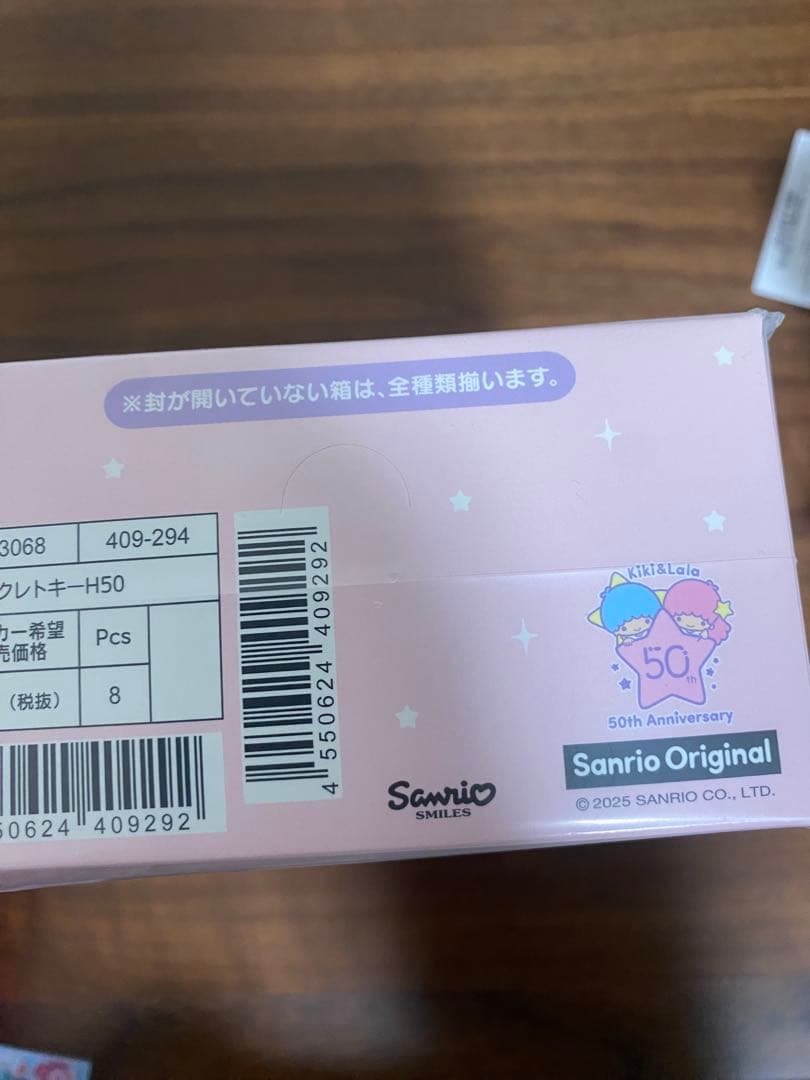 ※封が開いていない箱は、全種類揃います。
3068 409-294
クレトキーH50
カー希望
売価格
Pcs
(税抜) 8
4 550624 409292
50624 409292
Kiki&Lala
50th
50th Anniversary
Sanrio
SMILES
Sanrio Original
© 2025 SANRIO CO., LTD.